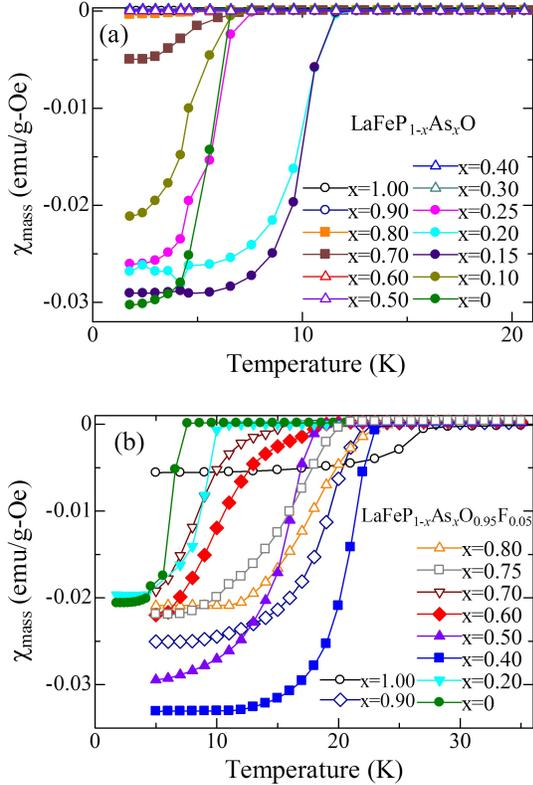 0
(a)
-0.01
-0.02
-0.03
χmass (emu/g-Oe)
LaFeP1-xAsxO
x=0.40
x=1.00 x=0.30
x=0.90 x=0.25
x=0.80 x=0.20
x=0.70 x=0.15
x=0.60 x=0.10
x=0.50 x=0
0 10 20
Temperature (K)
0
(b)
-0.01
-0.02
-0.03
χmass (emu/g-Oe)
LaFeP1-xAsxO0.95F0.05
x=0.80
x=0.75
x=0.70
x=0.60
x=0.50
x=0.40
x=1.00 x=0.20
x=0.90 x=0
0 10 20 30
Temperature (K)